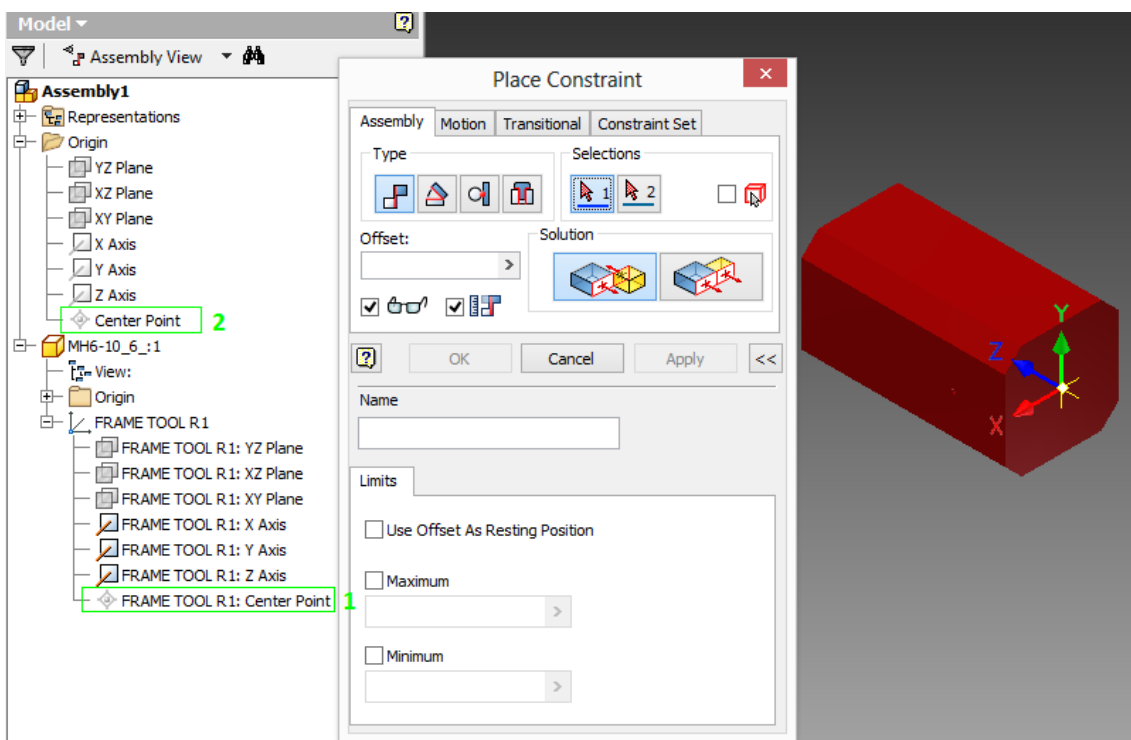 Model
Assembly View
Assembly1
Representations
Origin
YZ Plane
XZ Plane
XY Plane
X Axis
Y Axis
Z Axis
Center Point 2
MH6-10_6_:1
View:
Origin
FRAME TOOL R1
FRAME TOOL R1: YZ Plane
FRAME TOOL R1: XZ Plane
FRAME TOOL R1: XY Plane
FRAME TOOL R1: X Axis
FRAME TOOL R1: Y Axis
FRAME TOOL R1: Z Axis
FRAME TOOL R1: Center Point 1
Place Constraint
Assembly Motion Transitional Constraint Set
Type Selections
1 2
Offset: Solution
OK Cancel Apply <<
Name
Limits
Use Offset As Resting Position
Maximum
Minimum
Y
Z
X